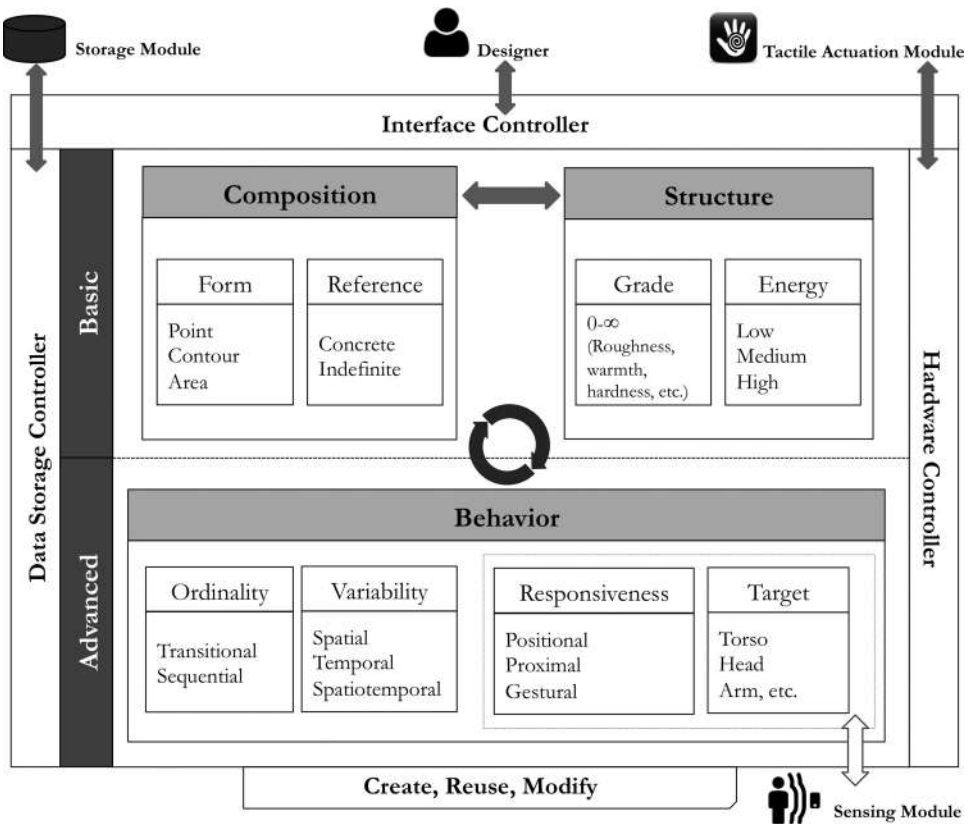 Storage Module
Designer
Tactile Actuation Module
Interface Controller
Data Storage Controller
Basic
Composition
Structure
Form
Reference
Grade
Energy
Point
Contour
Area
Concrete
Indefinite
0-∞
(Roughness,
warmth,
hardness, etc.)
Low
Medium
High
Hardware Controller
Advanced
Behavior
Ordinality
Variability
Responsiveness
Target
Transitional
Sequential
Spatial
Temporal
Spatiotemporal
Positional
Proximal
Gestural
Torso
Head
Arm, etc.
Create, Reuse, Modify
Sensing Module